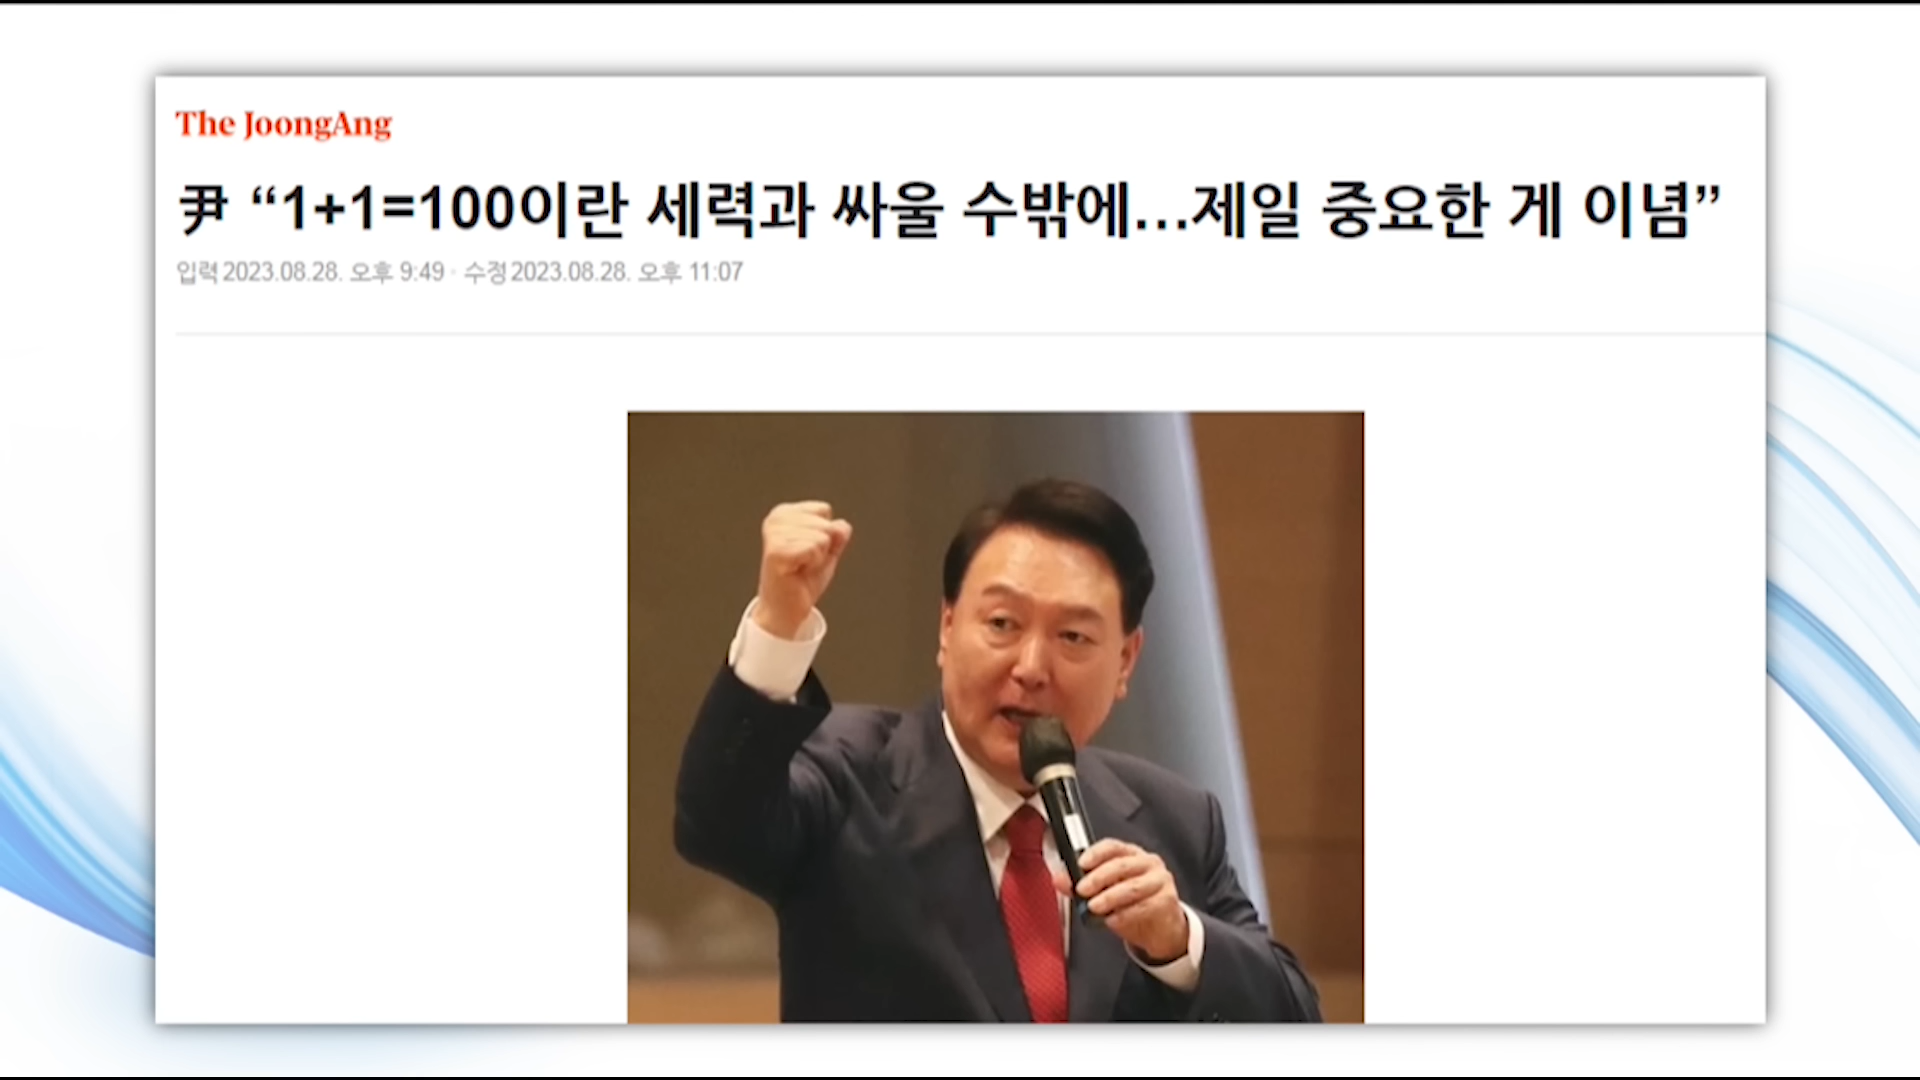 The JoongAng
尹 “1+1=100이란 세력과 싸울 수밖에…제일 중요한 게 이념”
입력 2023.08.28. 오후 9:49 · 수정 2023.08.28. 오후 11:07